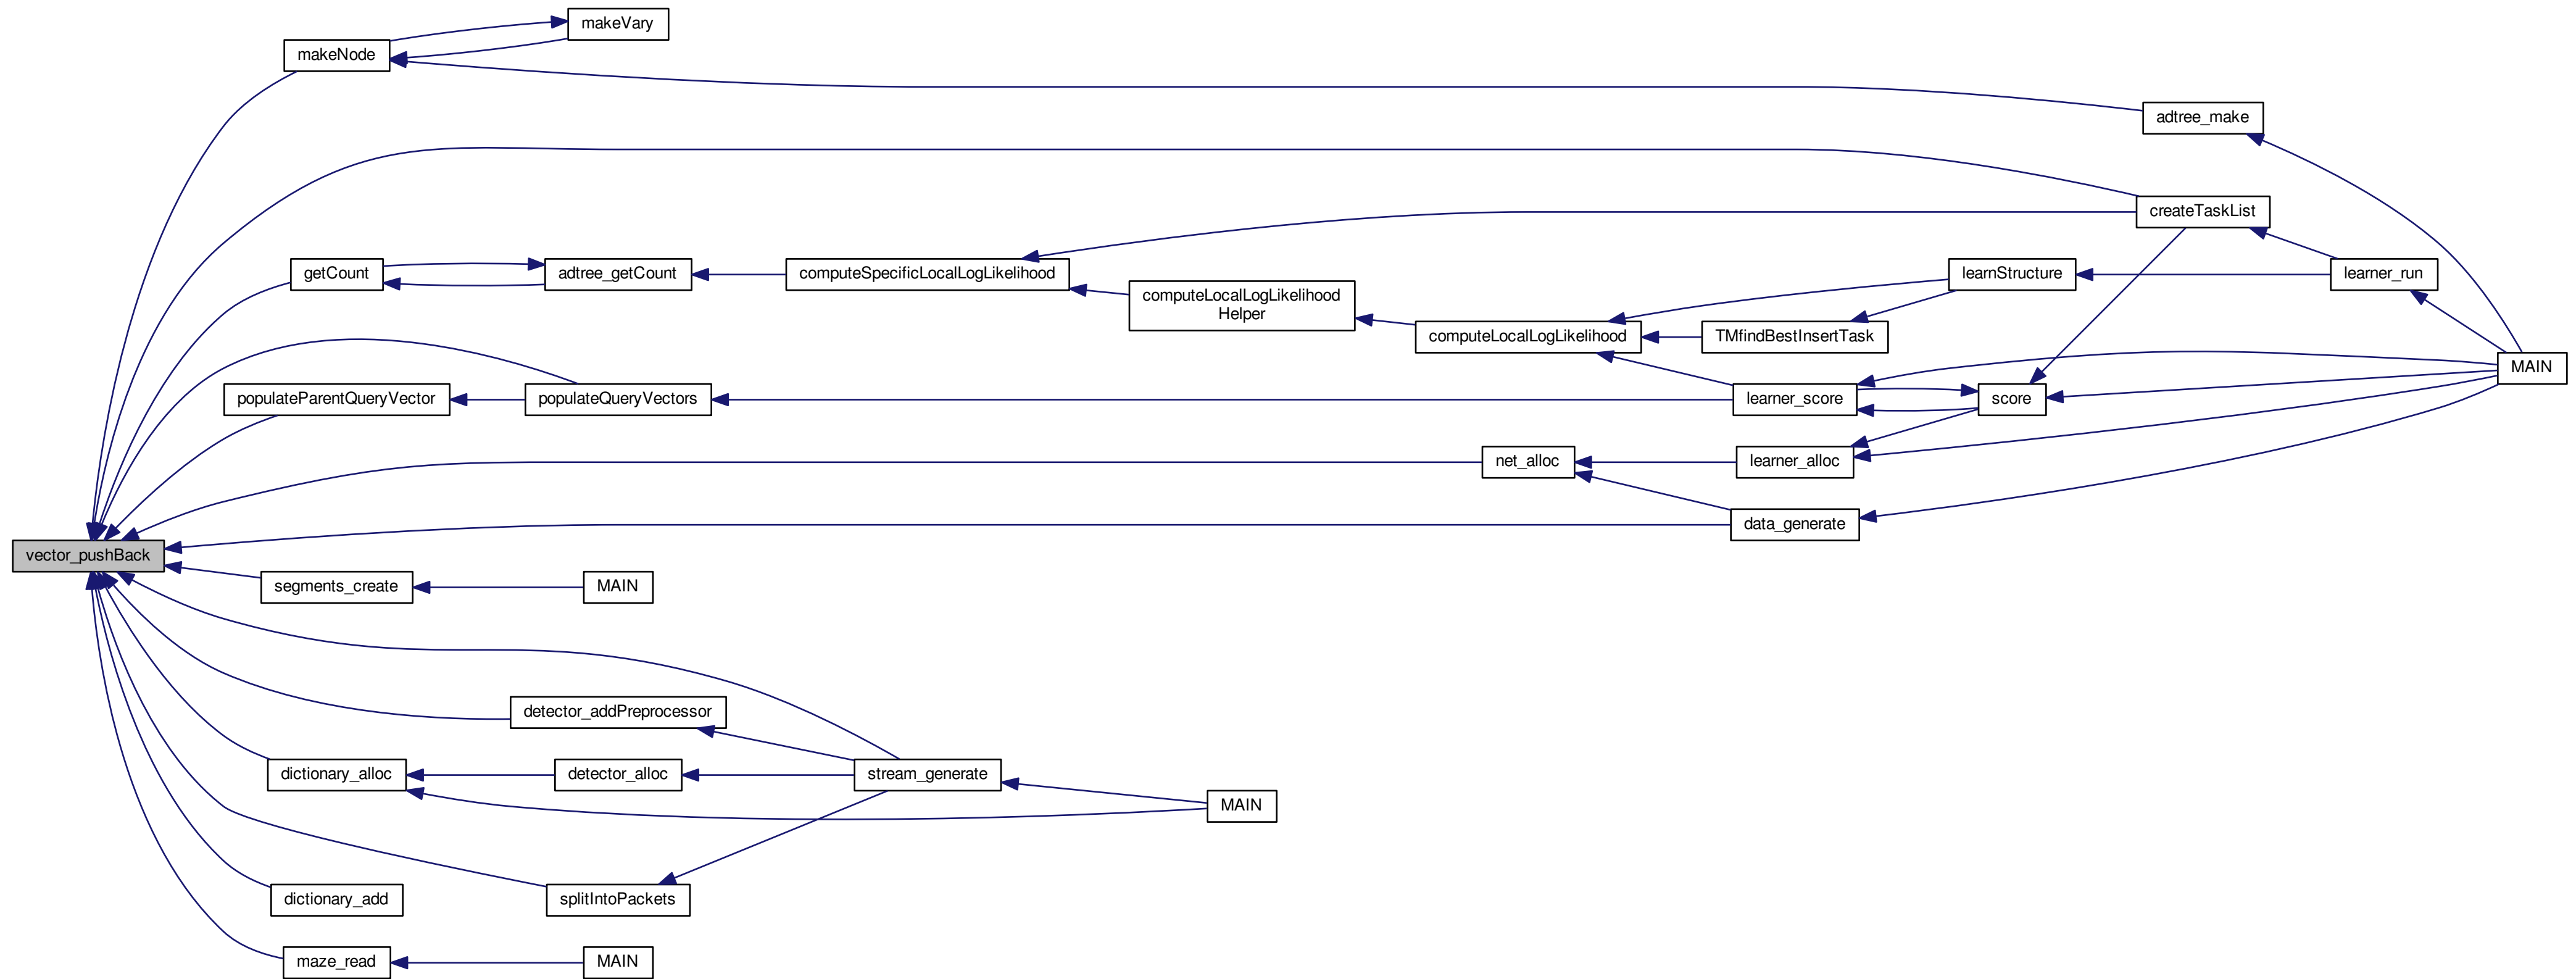 makeVary
makeNode
adtree_make
createTaskList
getCount
adtree_getCount
computeSpecificLocalLogLikelihood
learnStructure
learner_run
computeLocalLogLikelihood
Helper
computeLocalLogLikelihood
TMfindBestInsertTask
MAIN
populateParentQueryVector
populateQueryVectors
learner_score
score
net_alloc
learner_alloc
data_generate
vector_pushBack
segments_create
MAIN
detector_addPreprocessor
dictionary_alloc
detector_alloc
stream_generate
MAIN
dictionary_add
splitIntoPackets
maze_read
MAIN